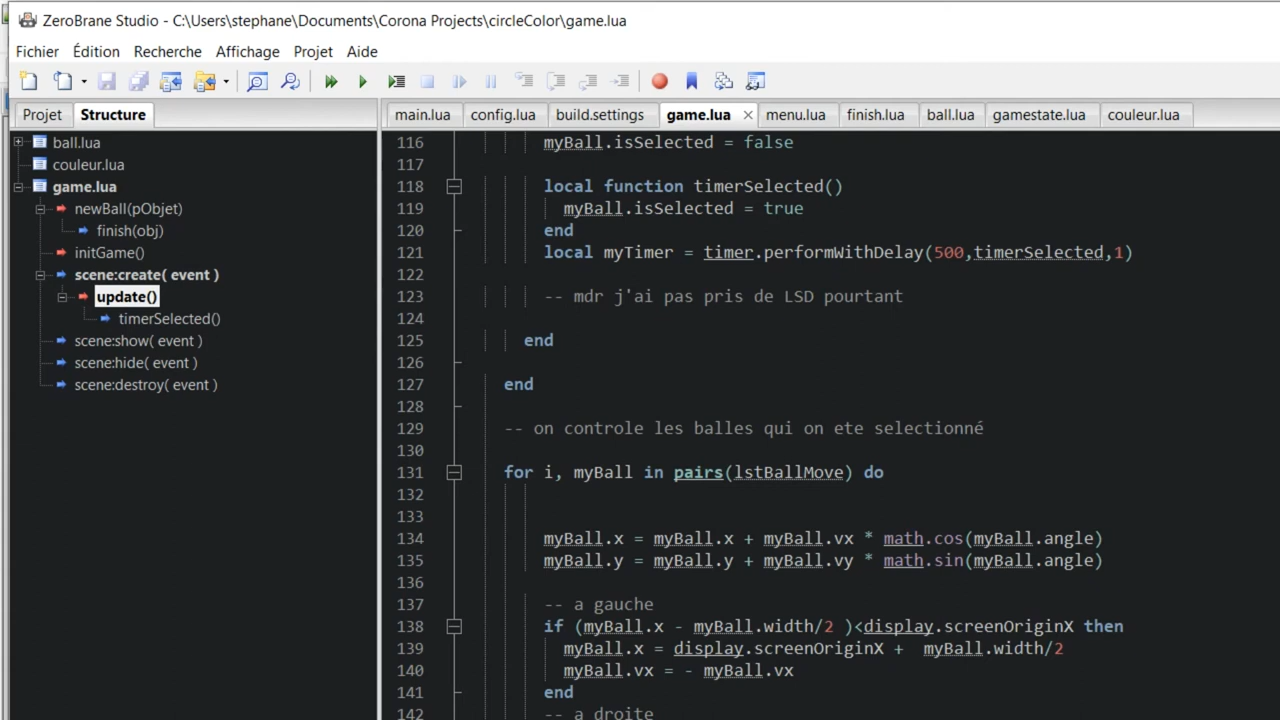 ZeroBrane Studio - C:\Users\stephane\Documents\Corona Projects\circleColor\game.lua
Fichier Édition Recherche Affichage Projet Aide
Projet Structure
ball.lua
couleur.lua
game.lua
newBall(pObjet)
finish(obj)
initGame()
scene:create( event )
update()
timerSelected()
scene:show( event )
scene:hide( event )
scene:destroy( event )
main.lua config.lua build.settings game.lua menu.lua finish.lua ball.lua gamestate.lua couleur.lua
116 myBall.isSelected = false
117
118 local function timerSelected()
119 myBall.isSelected = true
120 end
121 local myTimer = timer.performWithDelay(500,timerSelected,1)
122
123 -- mdr j'ai pas pris de LSD pourtant
124
125 end
126
127 end
128
129 -- on controle les balles qui on ete selectionné
130
131 for i, myBall in pairs(lstBallMove) do
132
133
134 myBall.x = myBall.x + myBall.vx * math.cos(myBall.angle)
135 myBall.y = myBall.y + myBall.vy * math.sin(myBall.angle)
136
137 -- a gauche
138 if (myBall.x - myBall.width/2 )<display.screenOriginX then
139 myBall.x = display.screenOriginX + myBall.width/2
140 myBall.vx = - myBall.vx
141 end
142 -- a droite